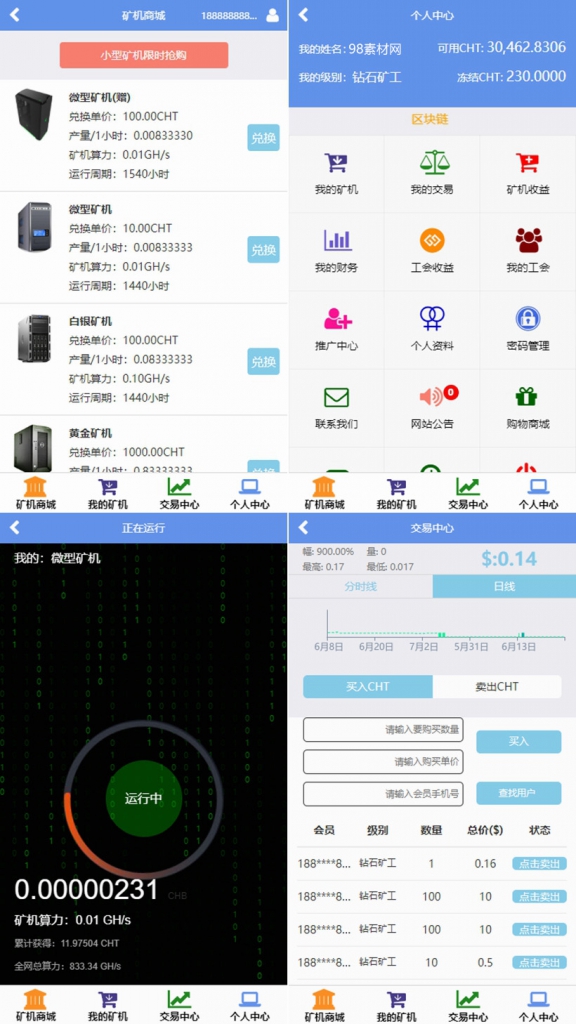 矿机商城
188888888...
小型矿机限时抢购
微型矿机(赠)
兑换单价：100.00CHT
产量/1小时：0.00833330
矿机算力：0.01GH/s
运行周期：1540小时
兑换
微型矿机
兑换单价：10.00CHT
产量/1小时：0.00833333
矿机算力：0.01GH/s
运行周期：1440小时
兑换
白银矿机
兑换单价：100.00CHT
产量/1小时：0.08333333
矿机算力：0.10GH/s
运行周期：1440小时
兑换
黄金矿机
兑换单价：1000.00CHT
产量/1小时：0.83333333
兑换
矿机商城
我的矿机
交易中心
个人中心
个人中心
我的姓名：98素材网
可用CHT: 30,462.8306
我的级别：钻石矿工
冻结CHT: 230.0000
区块链
我的矿机
我的交易
矿机收益
我的财务
工会收益
我的工会
推广中心
个人资料
密码管理
0
联系我们
网站公告
购物商城
矿机商城
我的矿机
交易中心
个人中心
正在运行
我的：微型矿机
运行中
0.00000231 CHB
矿机算力：0.01 GH/s
累计获得：11.97504 CHT
全网总算力：833.34 GH/s
矿机商城
我的矿机
交易中心
个人中心
交易中心
幅: 900.00%
量: 0
最高: 0.17
最低: 0.017
$:0.14
分时线
日线
6月8日
6月20日
7月2日
5月31日
6月13日
买入CHT
卖出CHT
请输入要购买数量
请输入购买单价
买入
请输入会员手机号
查找用户
会员 级别 数量 总价($) 状态
188****8... 钻石矿工 1 0.16 点击卖出
188****8... 钻石矿工 100 10 点击卖出
188****8... 钻石矿工 100 10 点击卖出
188****8... 钻石矿工 10 0.5 点击卖出
矿机商城
我的矿机
交易中心
个人中心